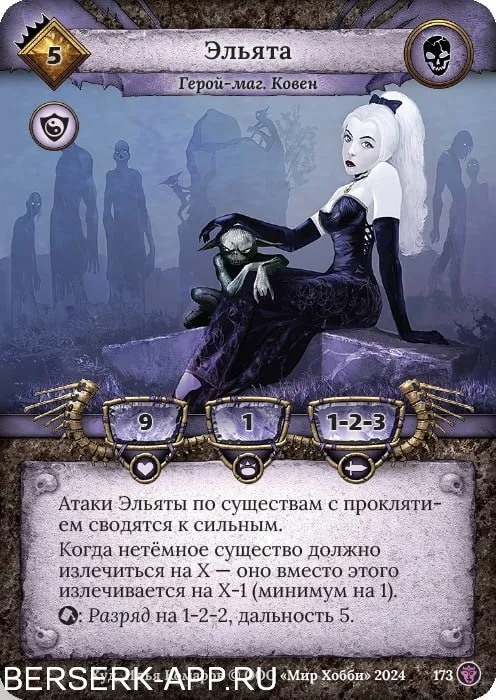 5
Эльята
Герой-маг. Ковен
9
1
1-2-3
Атаки Эльяты по существам с прокляти-
ем сводятся к сильным.
Когда нетёмное существо должно
излечиться на X — оно вместо этого
излечивается на X-1 (минимум на 1).
: Разряд на 1-2-2, дальность 5.
Комаров © ООО «Мир Хобби» 2024
173
BERSERK-APP.RU